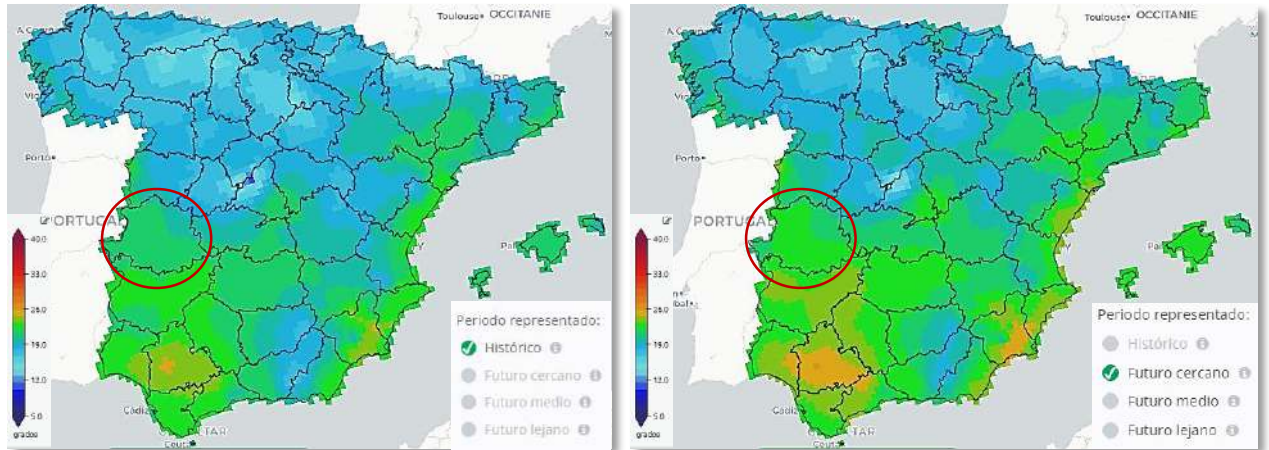 Toulouse• OCCITANIE
Porto•
PORTUGAL
40.0
33.0
26.0
19.0
12.0
5.0
grados
Cádiz
Ceuta
Periodo representado:
Histórico
Futuro cercano
Futuro medio
Futuro lejano
Toulouse• OCCITANIE
Porto•
PORTUGAL
40.0
33.0
26.0
19.0
12.0
5.0
grados
Cádiz
Ceuta
Periodo representado:
Histórico
Futuro cercano
Futuro medio
Futuro lejano